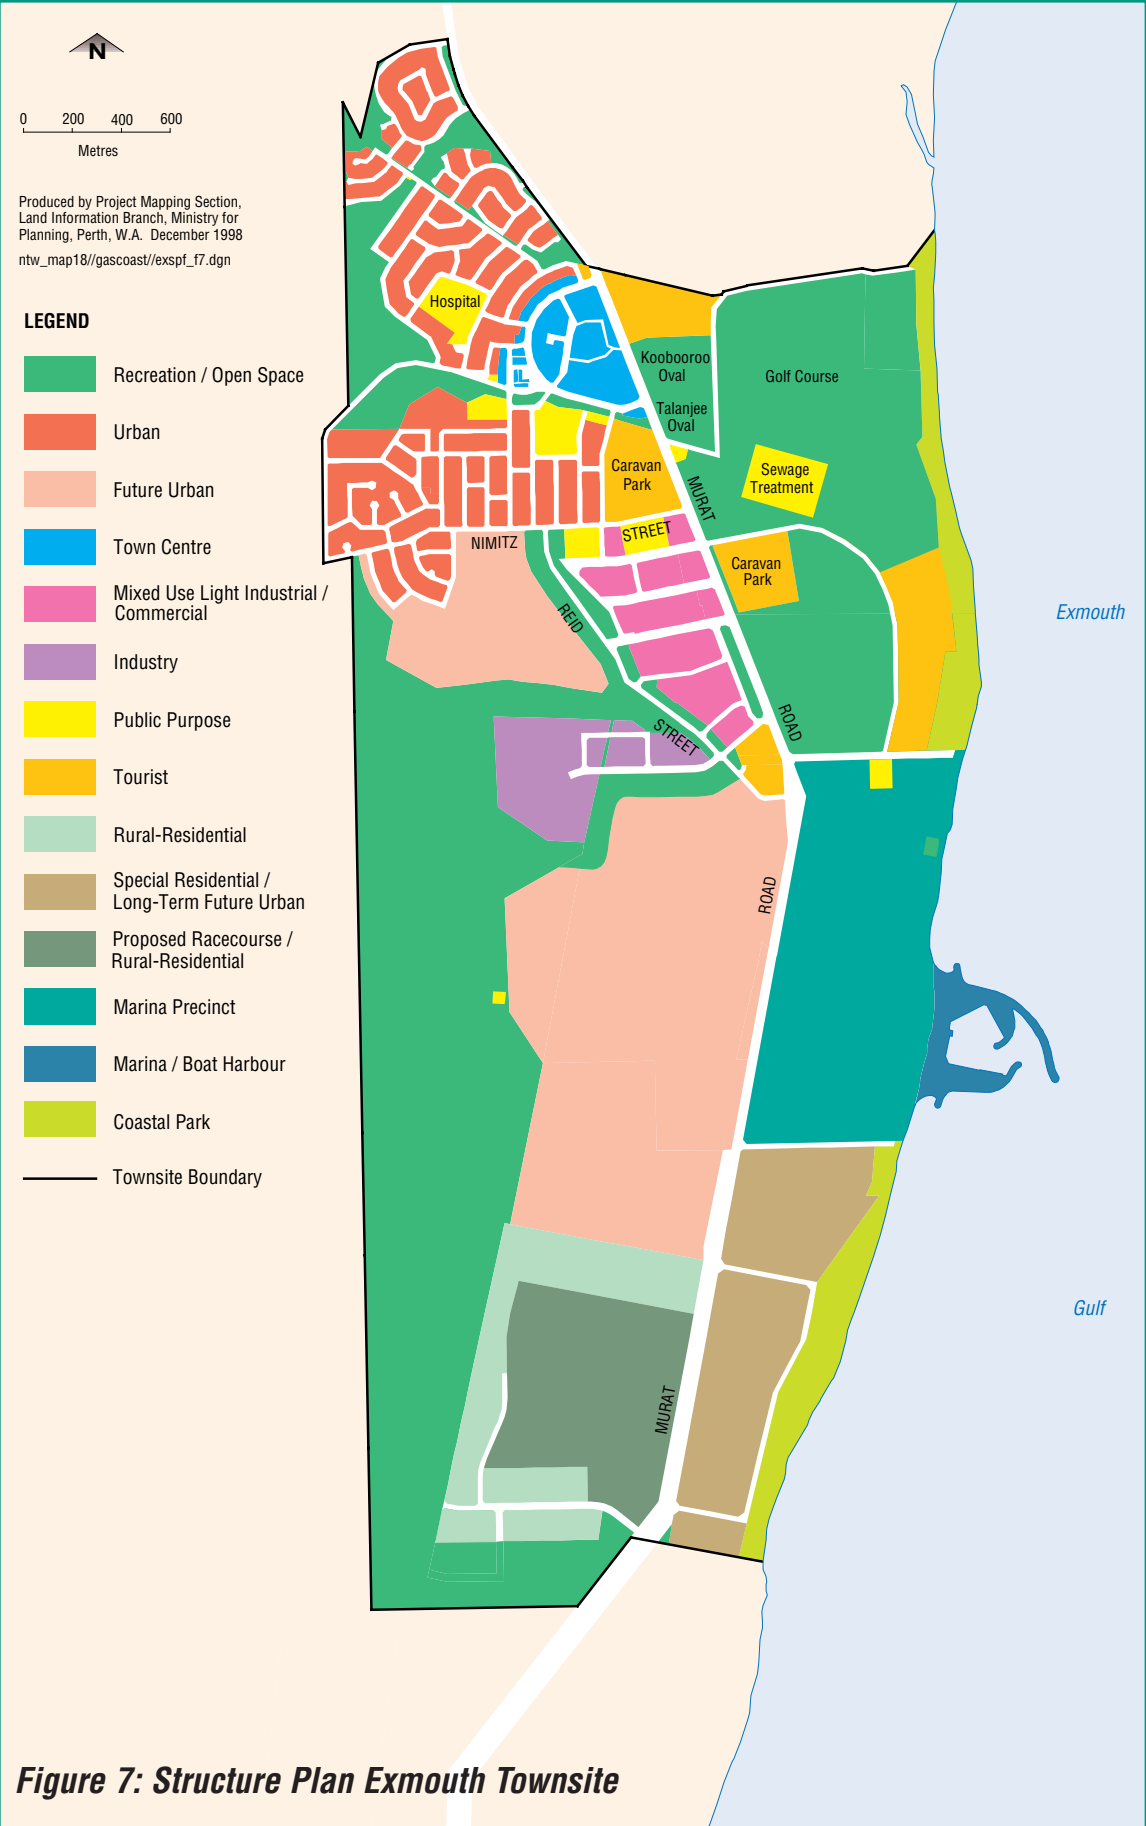 N
0 200 400 600
Metres
Produced by Project Mapping Section,
Land Information Branch, Ministry for
Planning, Perth, W.A. December 1998
ntw_map18//gascoast//exspf_f7.dgn
LEGEND
Recreation / Open Space
Urban
Future Urban
Town Centre
Mixed Use Light Industrial /
Commercial
Industry
Public Purpose
Tourist
Rural-Residential
Special Residential /
Long-Term Future Urban
Proposed Racecourse /
Rural-Residential
Marina Precinct
Marina / Boat Harbour
Coastal Park
Townsite Boundary
Hospital
Koobooroo
Oval
Golf Course
Talanjee
Oval
Caravan
Park
Sewage
Treatment
MURAT
STREET
NIMITZ
Caravan
Park
REID
Exmouth
ROAD
STREET
ROAD
Gulf
MURAT
Figure 7: Structure Plan Exmouth Townsite